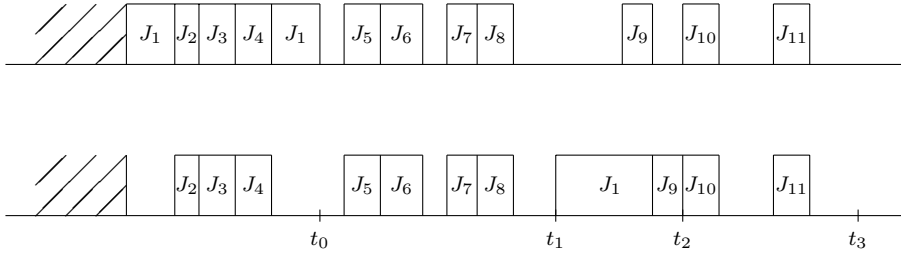 J₁ J₂ J₃ J₄ J₁ J₅ J₆ J₇ J₈ J₉ J₁₀ J₁₁
J₂ J₃ J₄ J₅ J₆ J₇ J₈ J₁ J₉ J₁₀ J₁₁
t₀ t₁ t₂ t₃